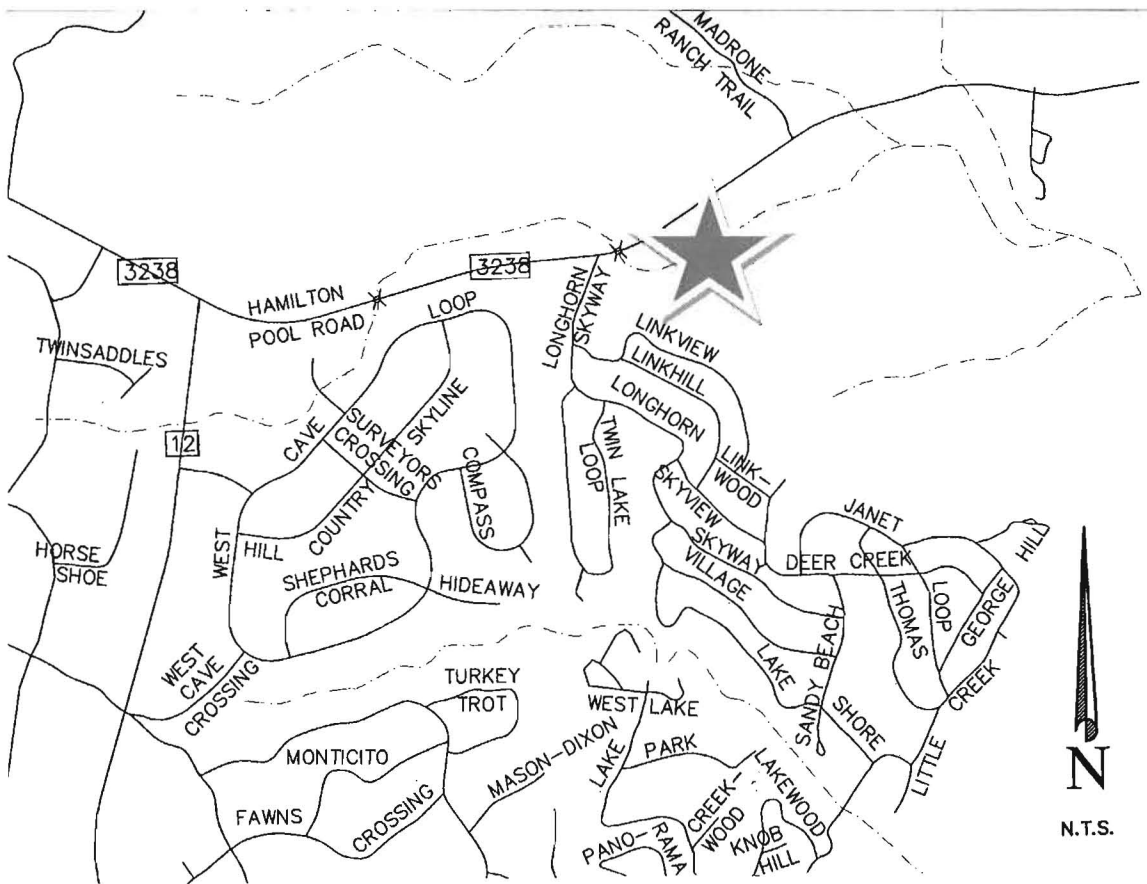 MADRONE
RANCH TRAIL
3238
3238
HAMILTON
POOL ROAD
LOOP
LONGHORN
SKYWAY
TWINSADDLES
LINKVIEW
LINKHILL
LONGHORN
12
CAVE
SURVEYORS
CROSSING
SKYLINE
COUNTRY
COMPASS
TWIN LAKE
LOOP
LINK-
WOOD
SKYVIEW
SKYWAY
VILLAGE
JANET
DEER CREEK
HILL
HORSE
SHOE
WEST
HILL
SHEPHARDS
CORRAL
HIDEAWAY
THOMAS
LOOP
GEORGE
SANDY BEACH
LAKE
SHORE
LITTLE
CREEK
WEST
CAVE
CROSSING
TURKEY
TROT
WEST LAKE
MONTICITO
MASON-DIXON
LAKE
PARK
FAWNS
CROSSING
CREEK-
WOOD
LAKEWOOD
KNOB
HILL
PANO-
RAMA
N
N.T.S.